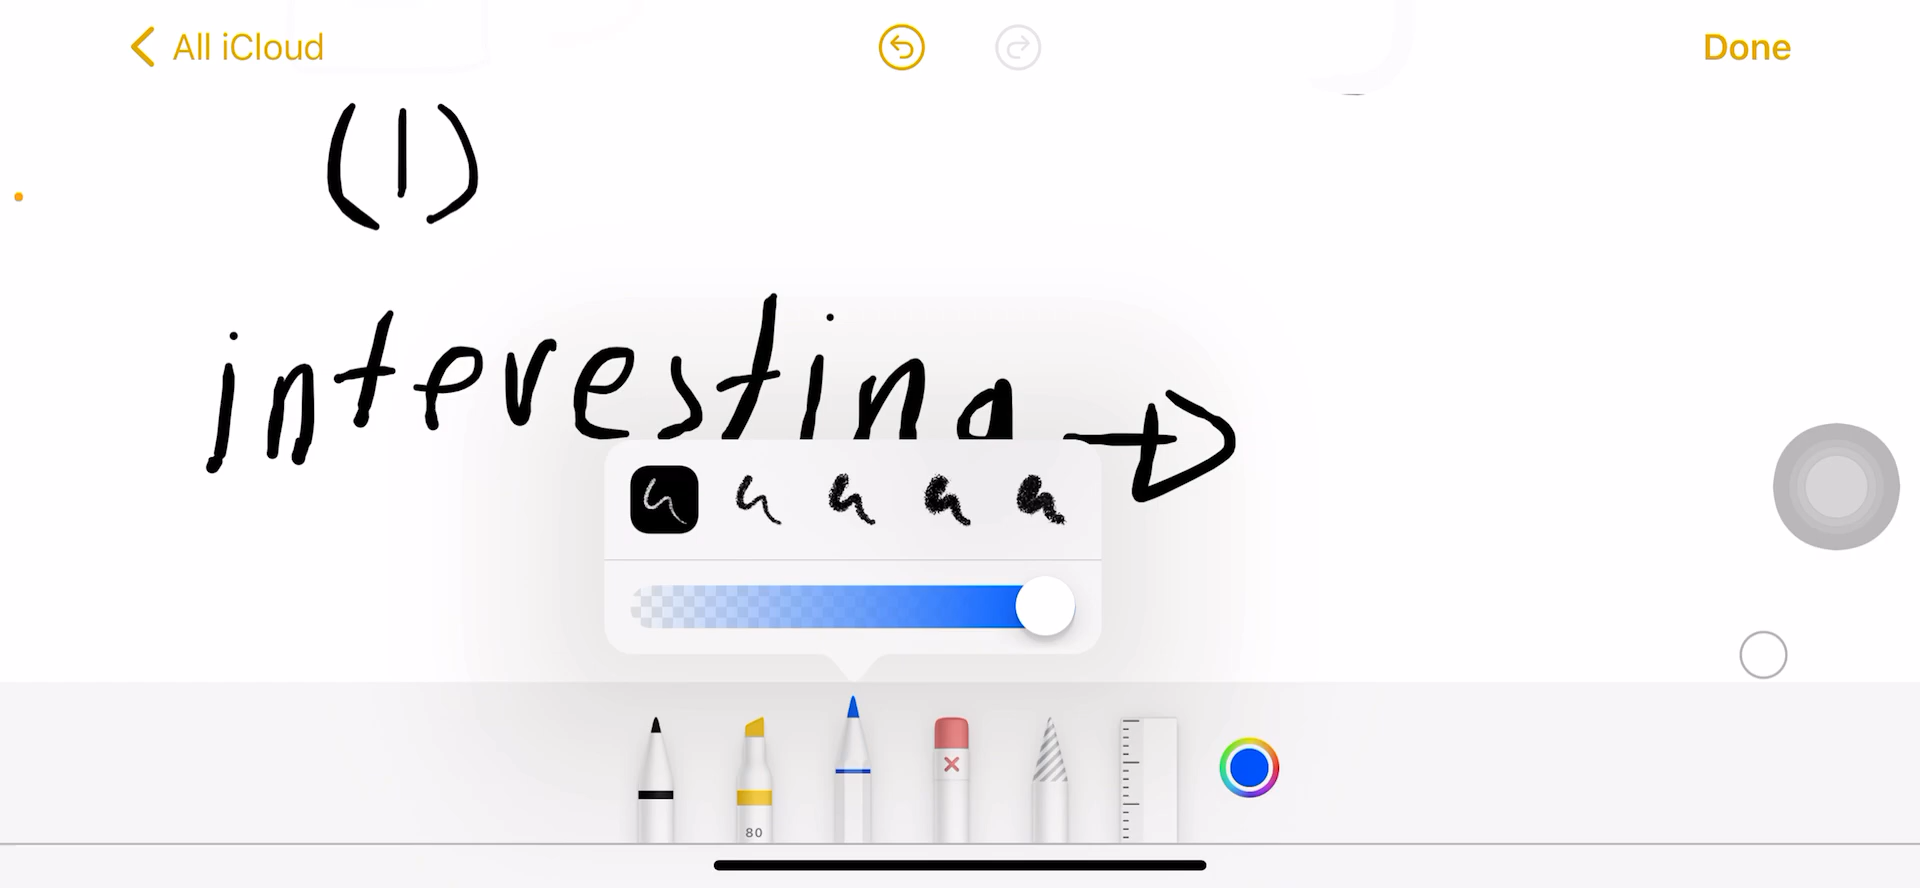 All iCloud Done
(1)
interesting →
80